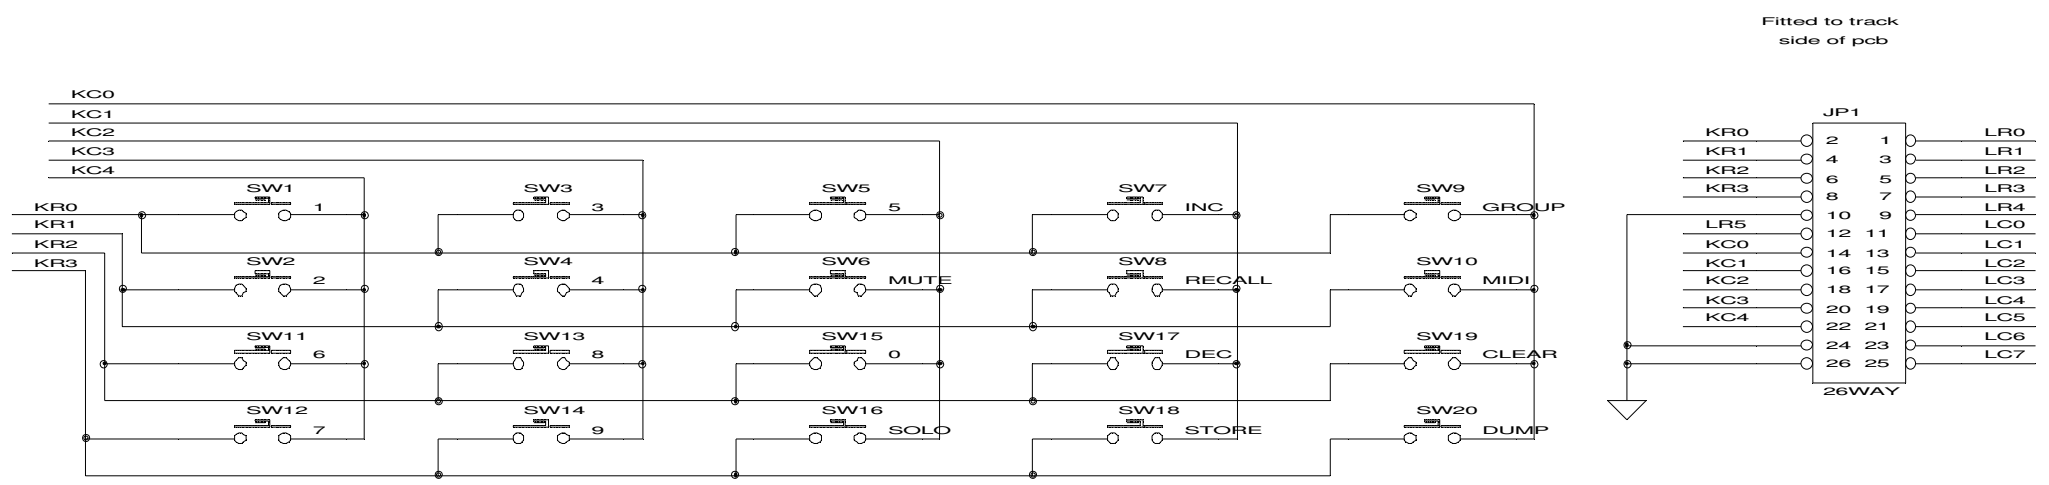 Fitted to track
side of pcb
KC0
KC1
KC2
KC3
KC4
SW1 SW3 SW5 SW7 SW9
KR0 1 3 5 INC GROUP
KR1
KR2
KR3
SW2 SW4 SW6 SW8 SW10
2 4 MUTE RECALL MIDI
SW11 SW13 SW15 SW17 SW19
6 8 0 DEC CLEAR
SW12 SW14 SW16 SW18 SW20
7 9 SOLO STORE DUMP
JP1
KR0 2 1 LR0
KR1 4 3 LR1
KR2 6 5 LR2
KR3 8 7 LR3
10 9 LR4
LR5 12 11 LC0
KC0 14 13 LC1
KC1 16 15 LC2
KC2 18 17 LC3
KC3 20 19 LC4
KC4 22 21 LC5
24 23 LC6
26 25 LC7
26WAY